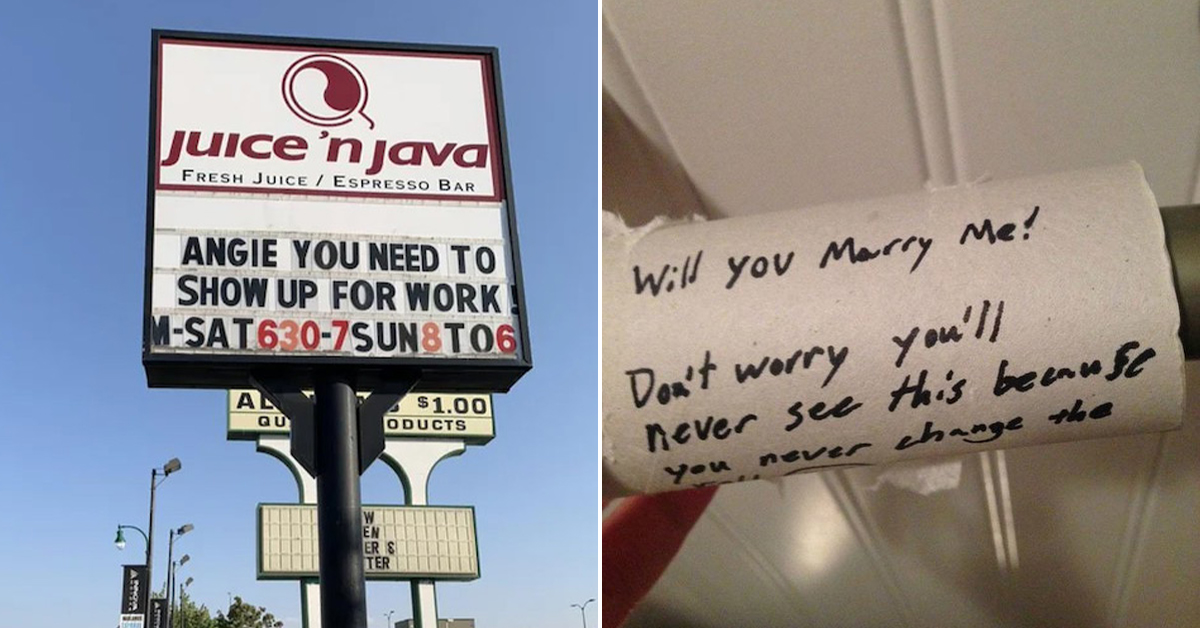 Juice 'n Java
Fresh Juice / Espresso Bar
ANGIE YOU NEED TO
SHOW UP FOR WORK!
M-SAT 630-7 SUN 8 TO 6
$1.00
Will you Marry Me!
Don't worry you'll
never see this because
you never change the